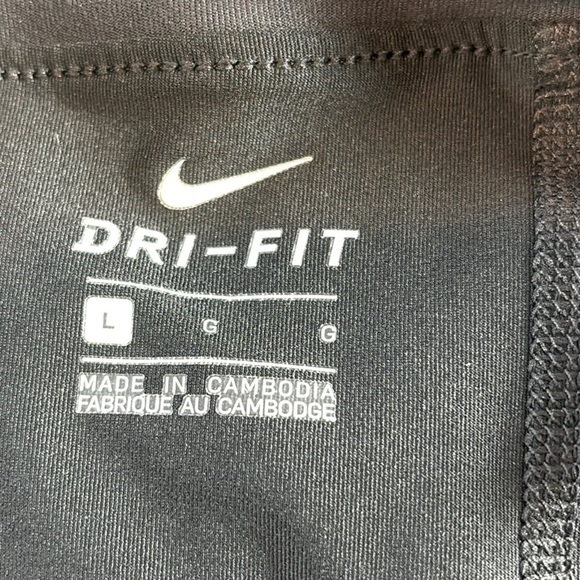 DRI-FIT
L G G
MADE IN CAMBODIA
FABRIQUE AU CAMBODGE